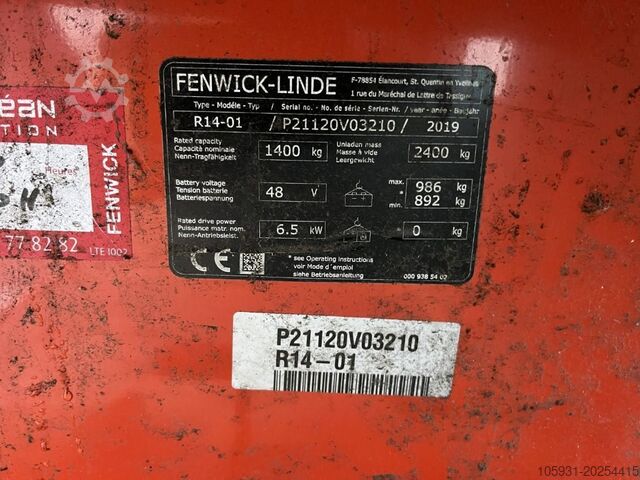 FENWICK-LINDE
F-78854 Élancourt, St. Quentin en Yvelines
1 rue du Maréchal de Lattre de Tassigny
Type - Modèle - Typ / Serial no. - No. de série - Serien-Nr. / year - année - Baujahr
R14-01 / P21120V03210 / 2019
Rated capacity
Capacité nominale
Nenn-Tragfähigkeit
1400 kg
Unladen mass
Masse à vide
Leergewicht
2400 kg
Battery voltage
Tension batterie
Batteriespannung
48 V
max. 986 kg
*
min. 892 kg
Rated drive power
Puissance motr. nom.
Nenn-Antriebsleist.
6.5 kW
* 0 kg
CE
* see Operating Instructions
voir Mode d'emploi
siehe Betriebsanleitung
000 938 54 02
P21120V03210
R14-01
éan
TION
Heures
77 82 82
FENWICK
LTE 1002
105931-20254415